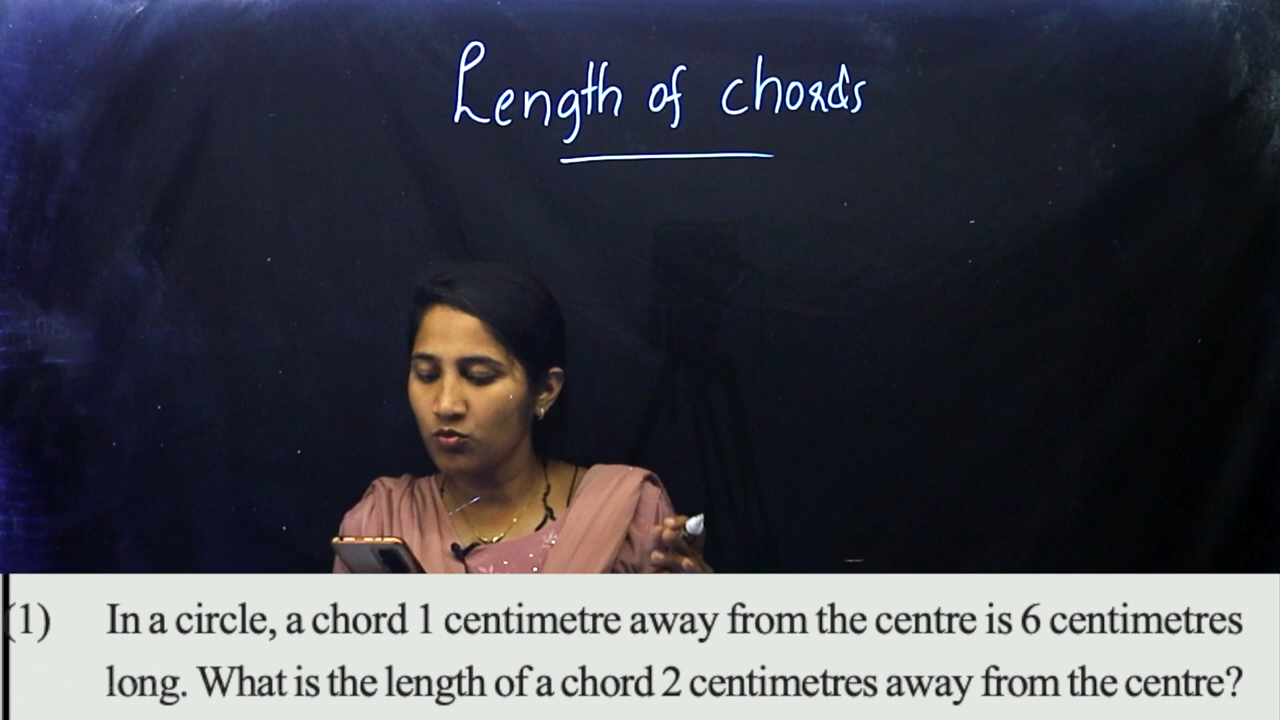 Length of chords
(1) In a circle, a chord 1 centimetre away from the centre is 6 centimetres
long. What is the length of a chord 2 centimetres away from the centre?